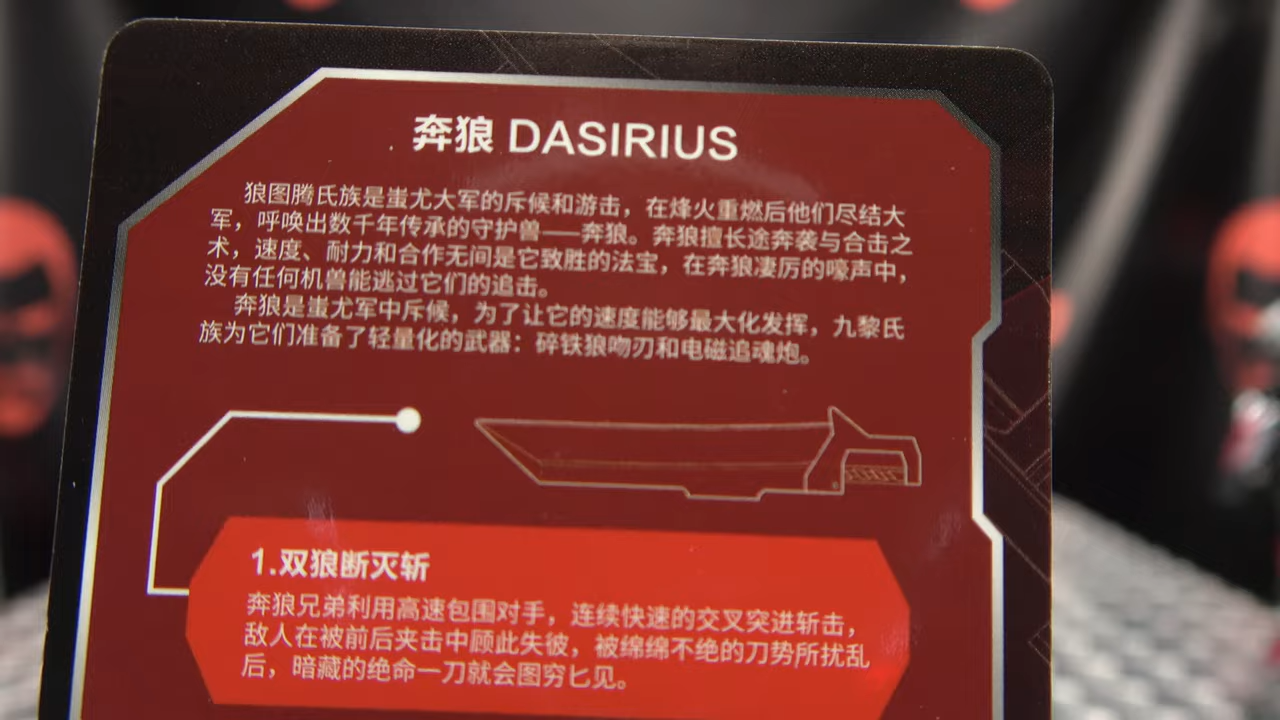 奔狼 DASIRIUS
狼图腾氏族是蚩尤大军的斥候和游击，在烽火重燃后他们尽结大
军，呼唤出数千年传承的守护兽——奔狼。奔狼擅长途奔袭与合击之
术，速度、耐力和合作无间是它致胜的法宝，在奔狼凄厉的嚎声中，
没有任何机兽能逃过它们的追击。
奔狼是蚩尤军中斥候，为了让它的速度能够最大化发挥，九黎氏
族为它们准备了轻量化的武器：碎铁狼吻刃和电磁追魂炮。
1.双狼断灭斩
奔狼兄弟利用高速包围对手，连续快速的交叉突进斩击，
敌人在被前后夹击中顾此失彼，被绵绵不绝的刀势所扰乱
后，暗藏的绝命一刀就会图穷匕见。